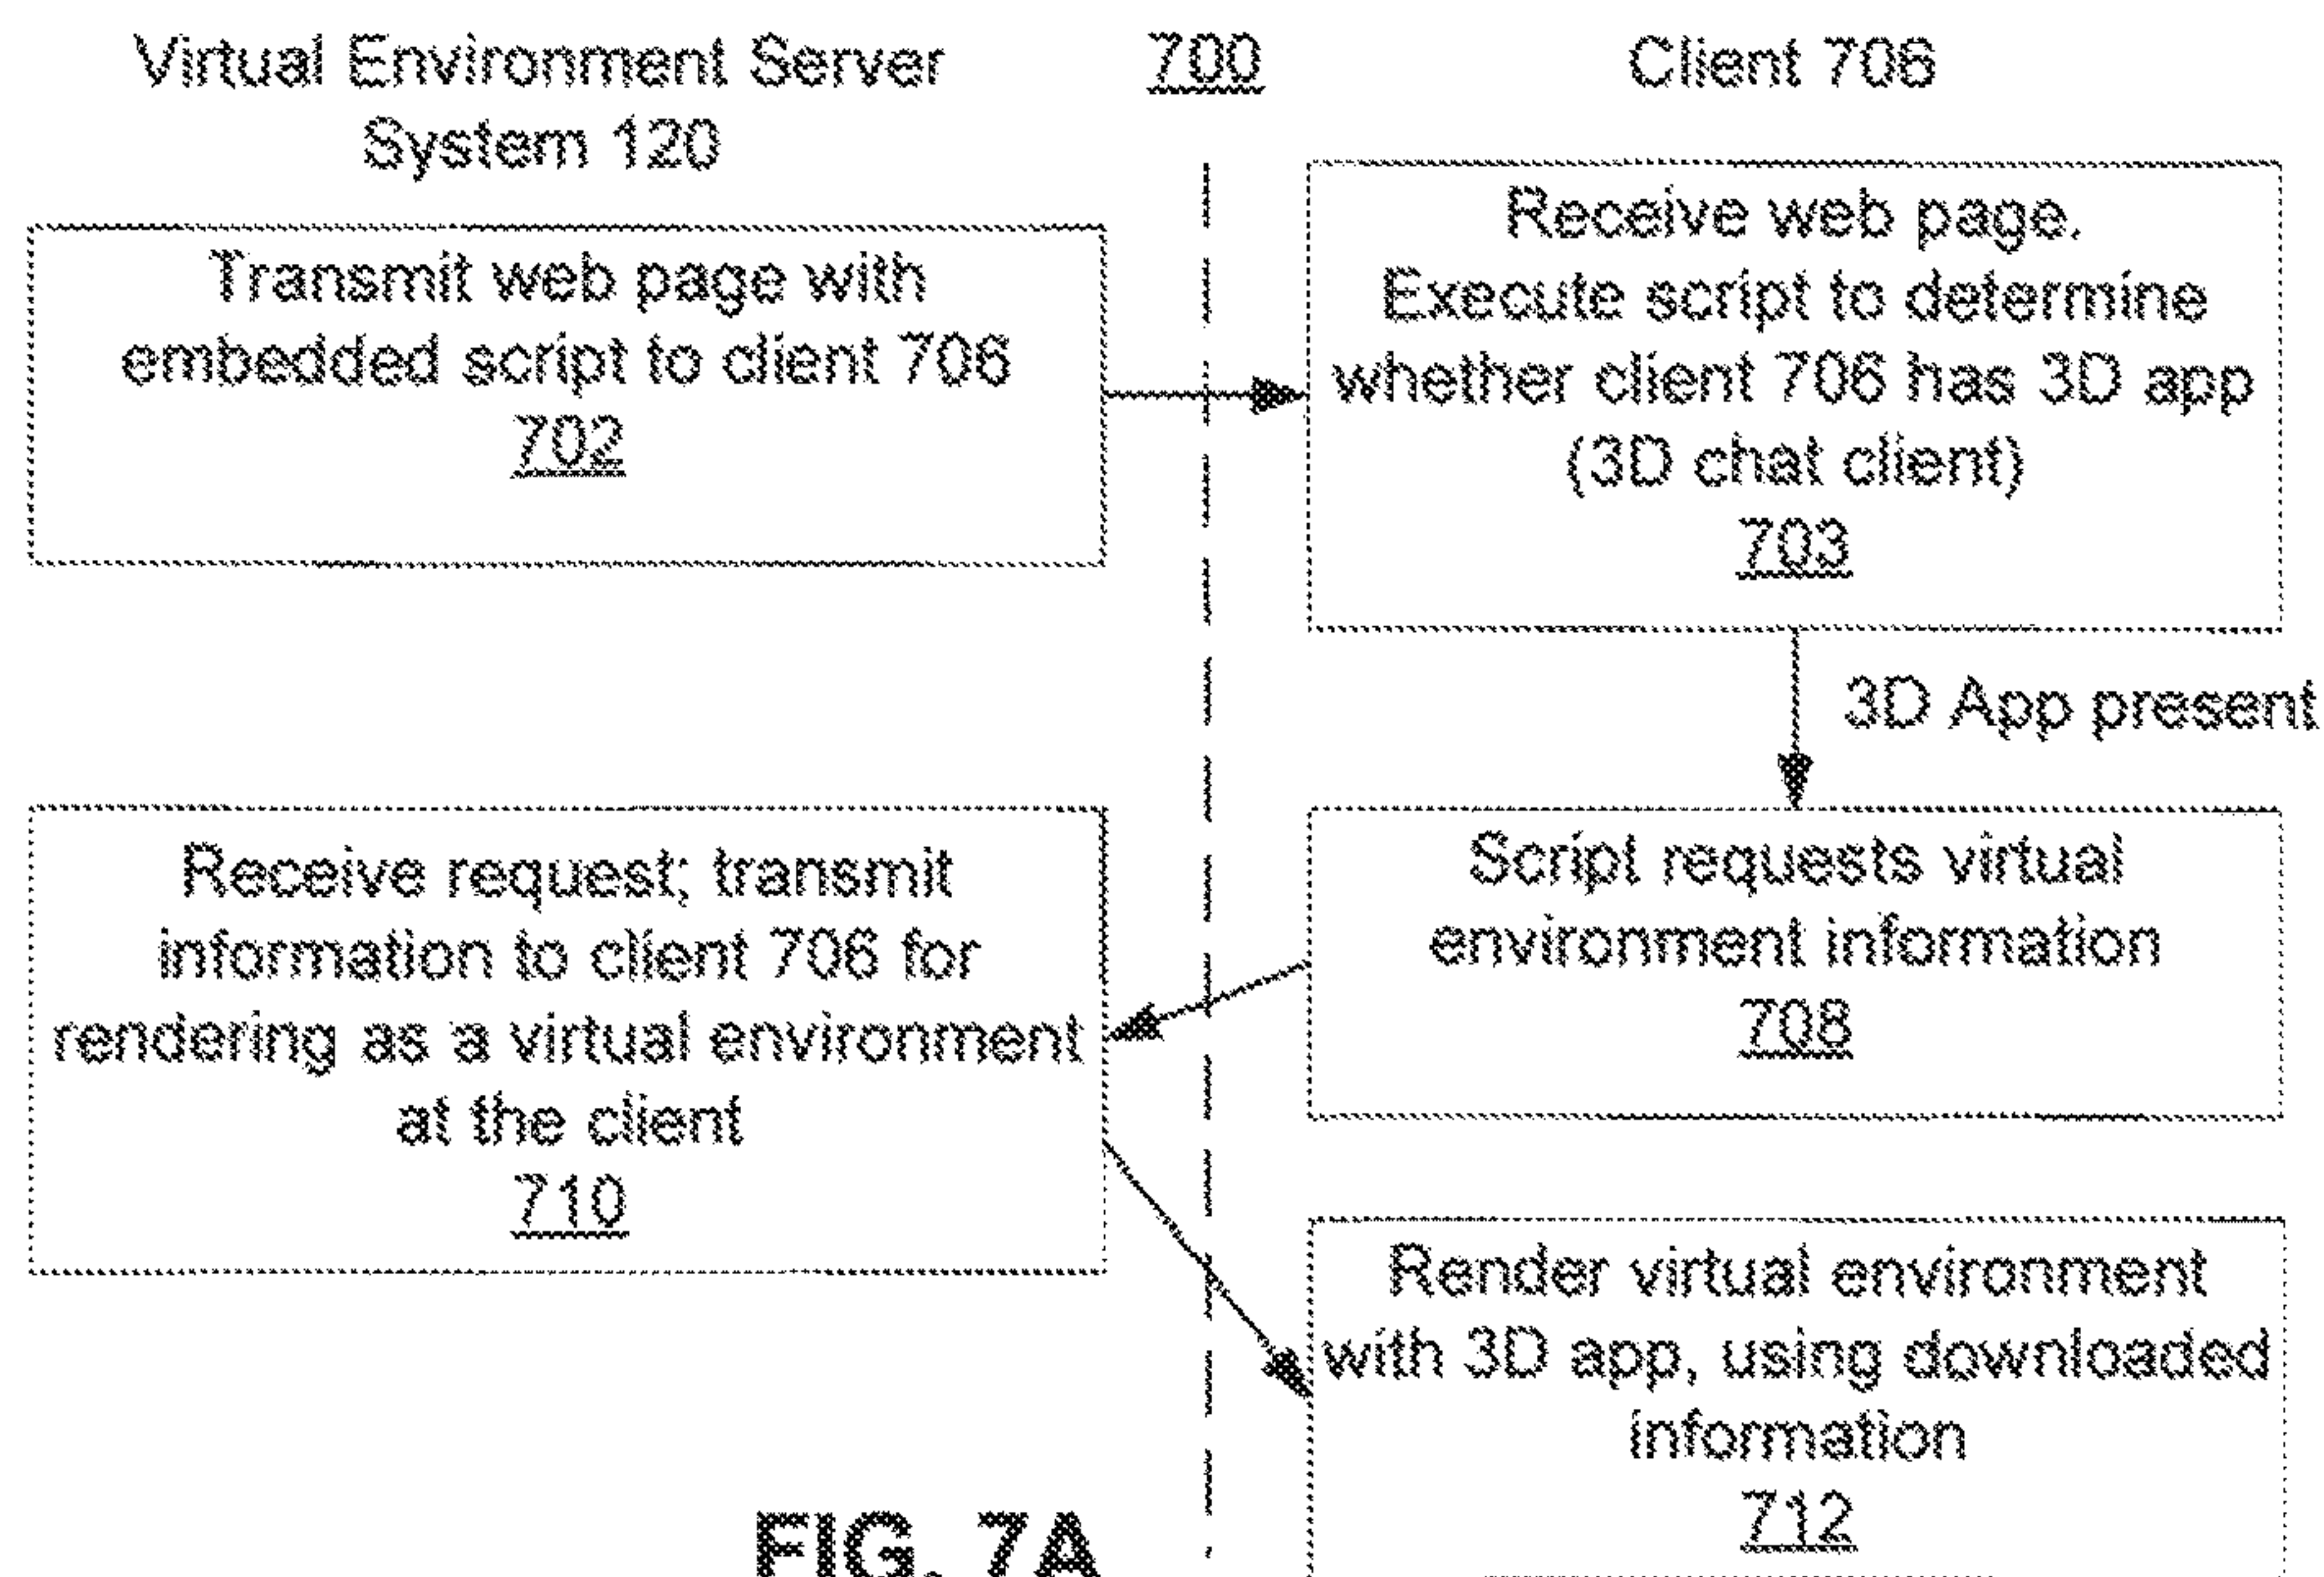 Virtual Environment Server
System 120
700
Client 706
Transmit web page with
embedded script to client 706
702
Receive web page.
Execute script to determine
whether client 706 has 3D app
(3D chat client)
703
3D App present
Script requests virtual
environment information
708
Receive request; transmit
information to client 706 for
rendering as a virtual environment
at the client
710
Render virtual environment
with 3D app, using downloaded
information
712
FIG. 7A